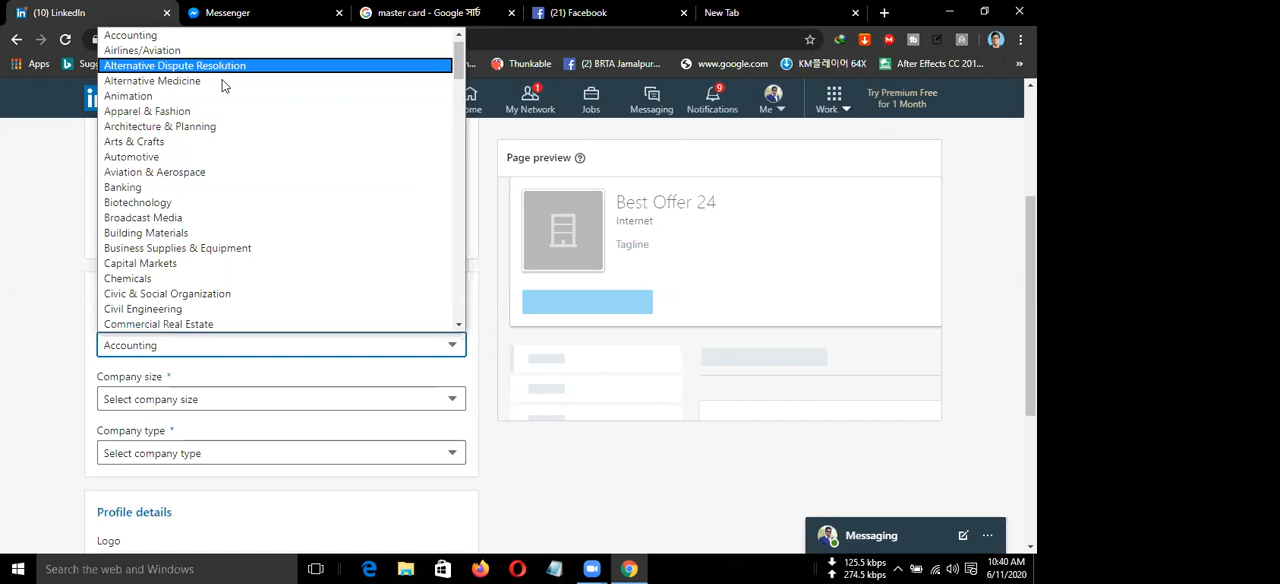 (10) LinkedIn
Messenger
master card - Google সার্চ
(21) Facebook
New Tab
Apps
Sugg
Thunkable
(2) BRTA Jamalpur...
www.google.com
KM플레이어 64X
After Effects CC 201...
My Network
1
Jobs
Messaging
Notifications
9
Me
Work
Try Premium Free
for 1 Month
Accounting
Airlines/Aviation
Alternative Dispute Resolution
Alternative Medicine
Animation
Apparel & Fashion
Architecture & Planning
Arts & Crafts
Automotive
Aviation & Aerospace
Banking
Biotechnology
Broadcast Media
Building Materials
Business Supplies & Equipment
Capital Markets
Chemicals
Civic & Social Organization
Civil Engineering
Commercial Real Estate
Accounting
Company size *
Select company size
Company type *
Select company type
Profile details
Logo
Page preview
Best Offer 24
Internet
Tagline
Messaging
Search the web and Windows
125.5 kbps
274.5 kbps
10:40 AM
6/11/2020